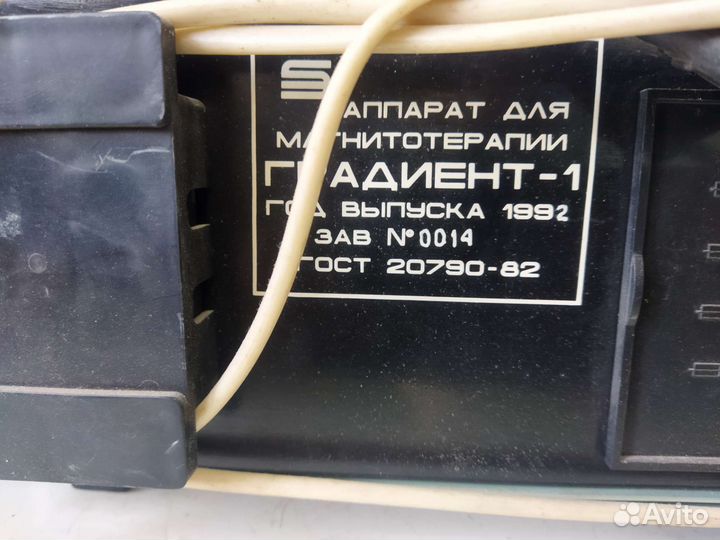 АППАРАТ ДЛЯ
МАГНИТОТЕРАПИИ
ГРАДИЕНТ-1
ГОД ВЫПУСКА 1992
ЗАВ №0014
ГОСТ 20790-82
Avito